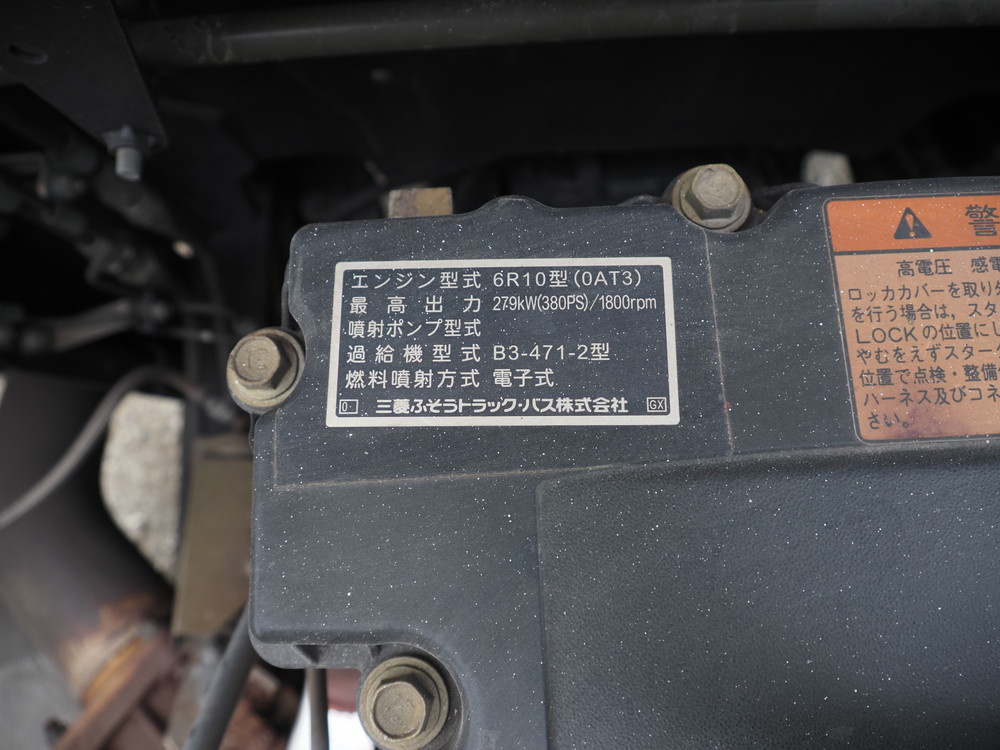 エンジン型式 6R10型(0AT3)
最高出力 279kW(380PS)/1800rpm
噴射ポンプ型式
過給機型式 B3-471-2型
燃料噴射方式 電子式
0- 三菱ふそうトラック・バス株式会社 GX
警
高電圧 感電
ロッカカバーを取り外
を行う場合は、スタ
LOCKの位置にし
やむをえずスター
位置で点検・整備
ハーネス及びコネ
さい。